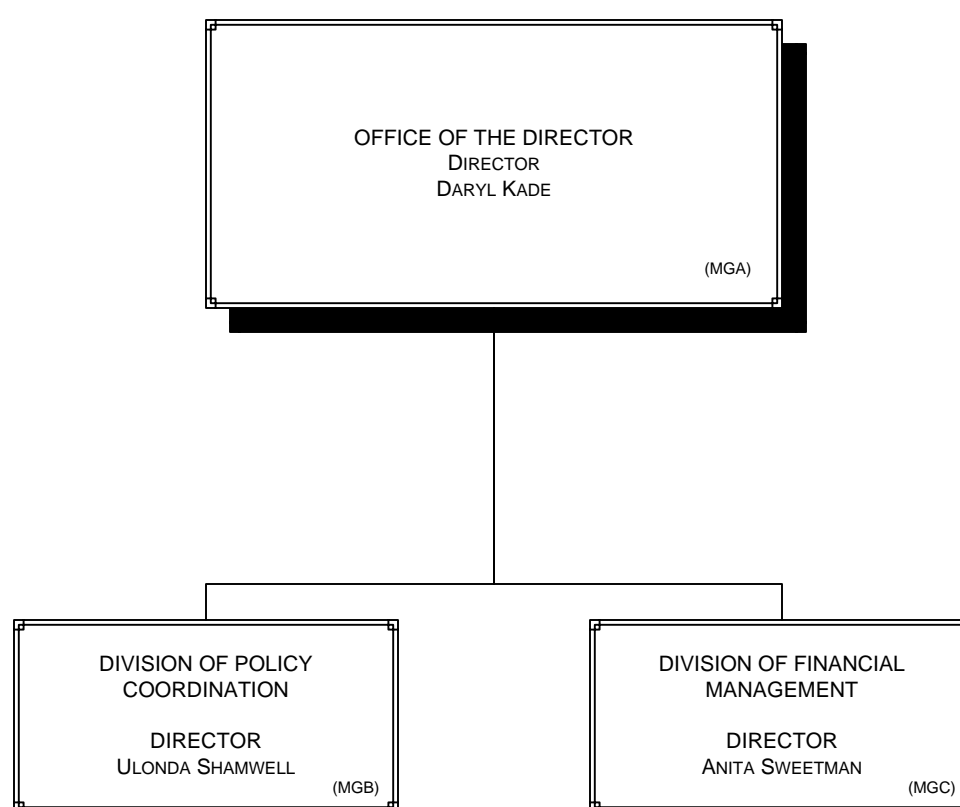 OFFICE OF THE DIRECTOR
DIRECTOR
DARYL KADE
(MGA)
DIVISION OF POLICY
COORDINATION
DIRECTOR
ULONDA SHAMWELL
(MGB)
DIVISION OF FINANCIAL
MANAGEMENT
DIRECTOR
ANITA SWEETMAN
(MGC)